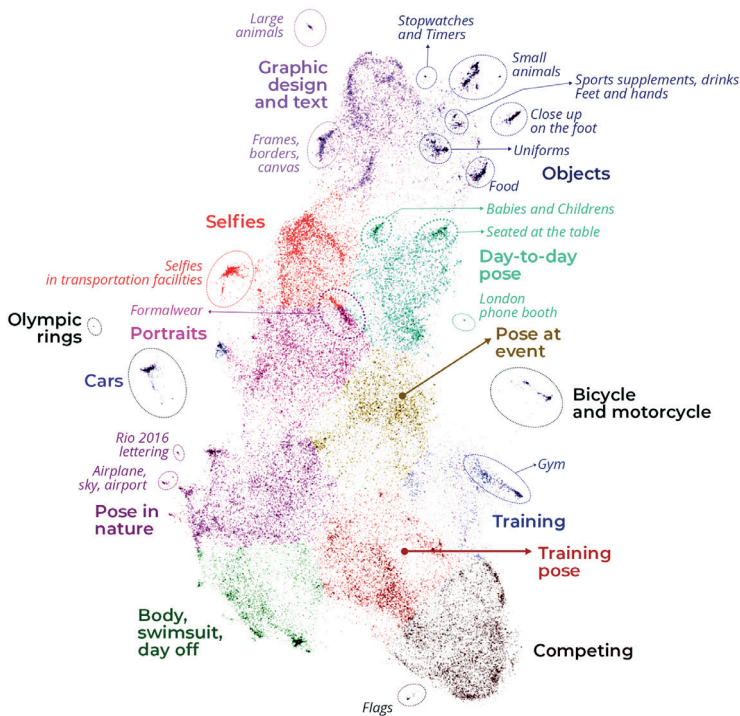 Large
animals
Stopwatches
and Timers
Graphic
design
and text
Small
animals
Sports supplements, drinks
Feet and hands
Close up
on the foot
Frames,
borders,
canvas
Uniforms
Food
Objects
Selfies
Babies and Childrens
Seated at the table
Day-to-day
pose
Selfies
in transportation facilities
Formalwear
London
phone booth
Olympic
rings
Portraits
Pose at
event
Cars
Bicycle
and motorcycle
Rio 2016
lettering
Airplane,
sky, airport
Gym
Pose in
nature
Training
Training
pose
Body,
swimsuit,
day off
Competing
Flags